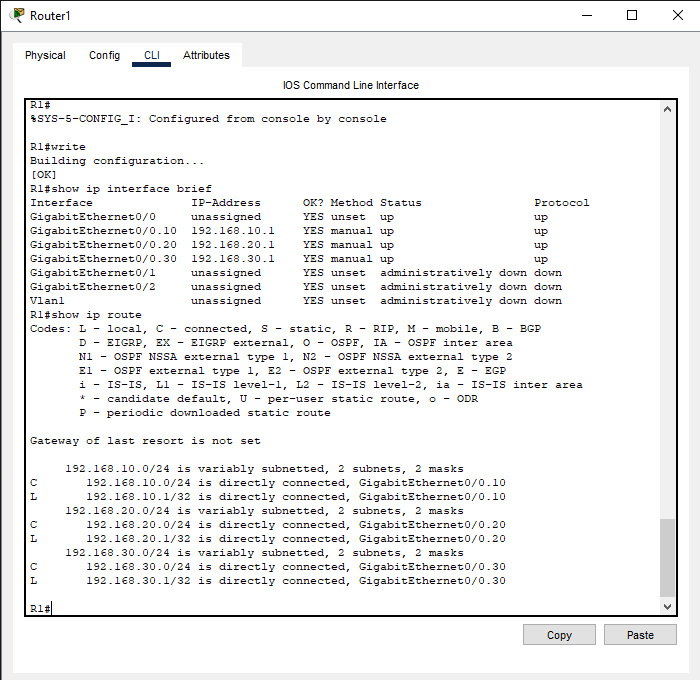 Router1
Physical Config CLI Attributes
IOS Command Line Interface
R1#
%SYS-5-CONFIG_I: Configured from console by console
R1#write
Building configuration...
[OK]
R1#show ip interface brief
Interface IP-Address OK? Method Status Protocol
GigabitEthernet0/0 unassigned YES unset up up
GigabitEthernet0/0.10 192.168.10.1 YES manual up up
GigabitEthernet0/0.20 192.168.20.1 YES manual up up
GigabitEthernet0/0.30 192.168.30.1 YES manual up up
GigabitEthernet0/1 unassigned YES unset administratively down down
GigabitEthernet0/2 unassigned YES unset administratively down down
Vlan1 unassigned YES unset administratively down down
R1#show ip route
Codes: L - local, C - connected, S - static, R - RIP, M - mobile, B - BGP
D - EIGRP, EX - EIGRP external, O - OSPF, IA - OSPF inter area
N1 - OSPF NSSA external type 1, N2 - OSPF NSSA external type 2
E1 - OSPF external type 1, E2 - OSPF external type 2, E - EGP
i - IS-IS, L1 - IS-IS level-1, L2 - IS-IS level-2, ia - IS-IS inter area
* - candidate default, U - per-user static route, o - ODR
P - periodic downloaded static route
Gateway of last resort is not set
192.168.10.0/24 is variably subnetted, 2 subnets, 2 masks
C 192.168.10.0/24 is directly connected, GigabitEthernet0/0.10
L 192.168.10.1/32 is directly connected, GigabitEthernet0/0.10
192.168.20.0/24 is variably subnetted, 2 subnets, 2 masks
C 192.168.20.0/24 is directly connected, GigabitEthernet0/0.20
L 192.168.20.1/32 is directly connected, GigabitEthernet0/0.20
192.168.30.0/24 is variably subnetted, 2 subnets, 2 masks
C 192.168.30.0/24 is directly connected, GigabitEthernet0/0.30
L 192.168.30.1/32 is directly connected, GigabitEthernet0/0.30
R1#
Copy Paste